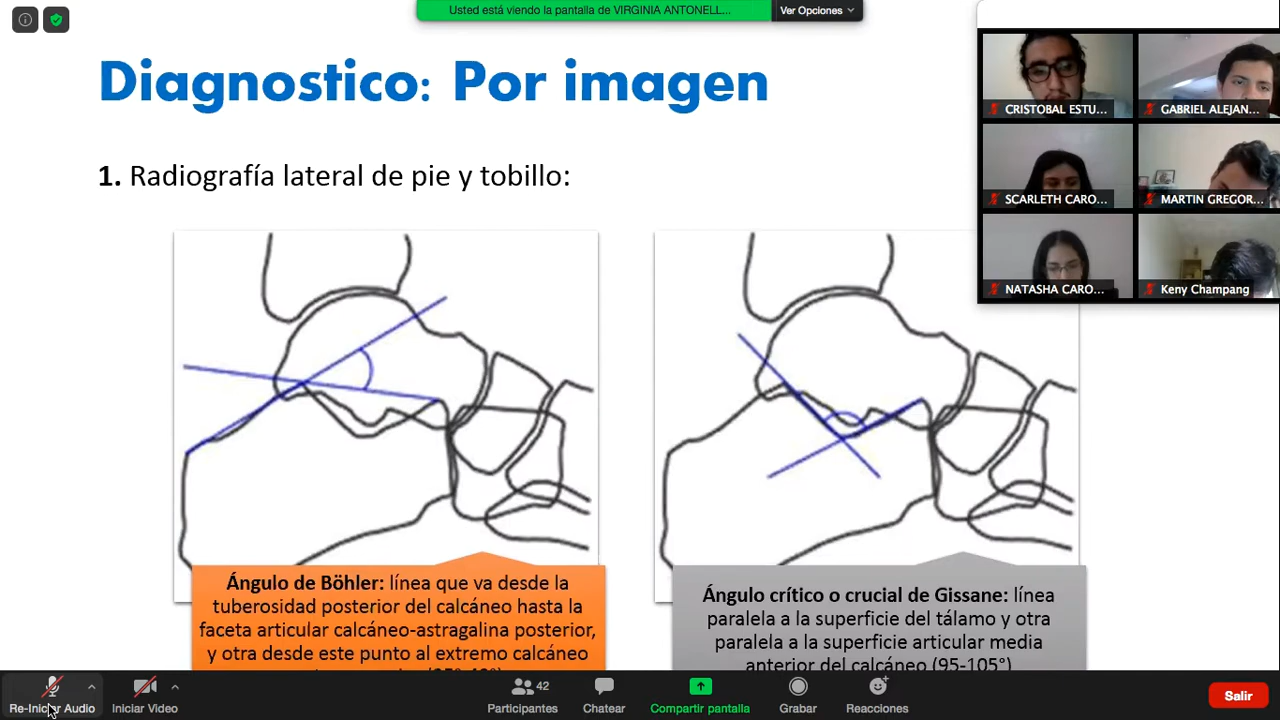 Usted está viendo la pantalla de VIRGINIA ANTONELL...
Ver Opciones
Diagnostico: Por imagen
CRISTOBAL ESTU...
GABRIEL ALEJAN...
1. Radiografía lateral de pie y tobillo:
SCARLETH CARO...
MARTIN GREGOR...
NATASHA CARO...
Keny Champang
Ángulo de Böhler: línea que va desde la
tuberosidad posterior del calcáneo hasta la
faceta articular calcáneo-astragalina posterior,
y otra desde este punto al extremo calcáneo
Ángulo crítico o crucial de Gissane: línea
paralela a la superficie del tálamo y otra
paralela a la superficie articular media
anterior del calcáneo (95-105°)
Re-Iniciar Audio
Iniciar Video
42
Participantes
Chatear
Compartir pantalla
Grabar
Reacciones
Salir